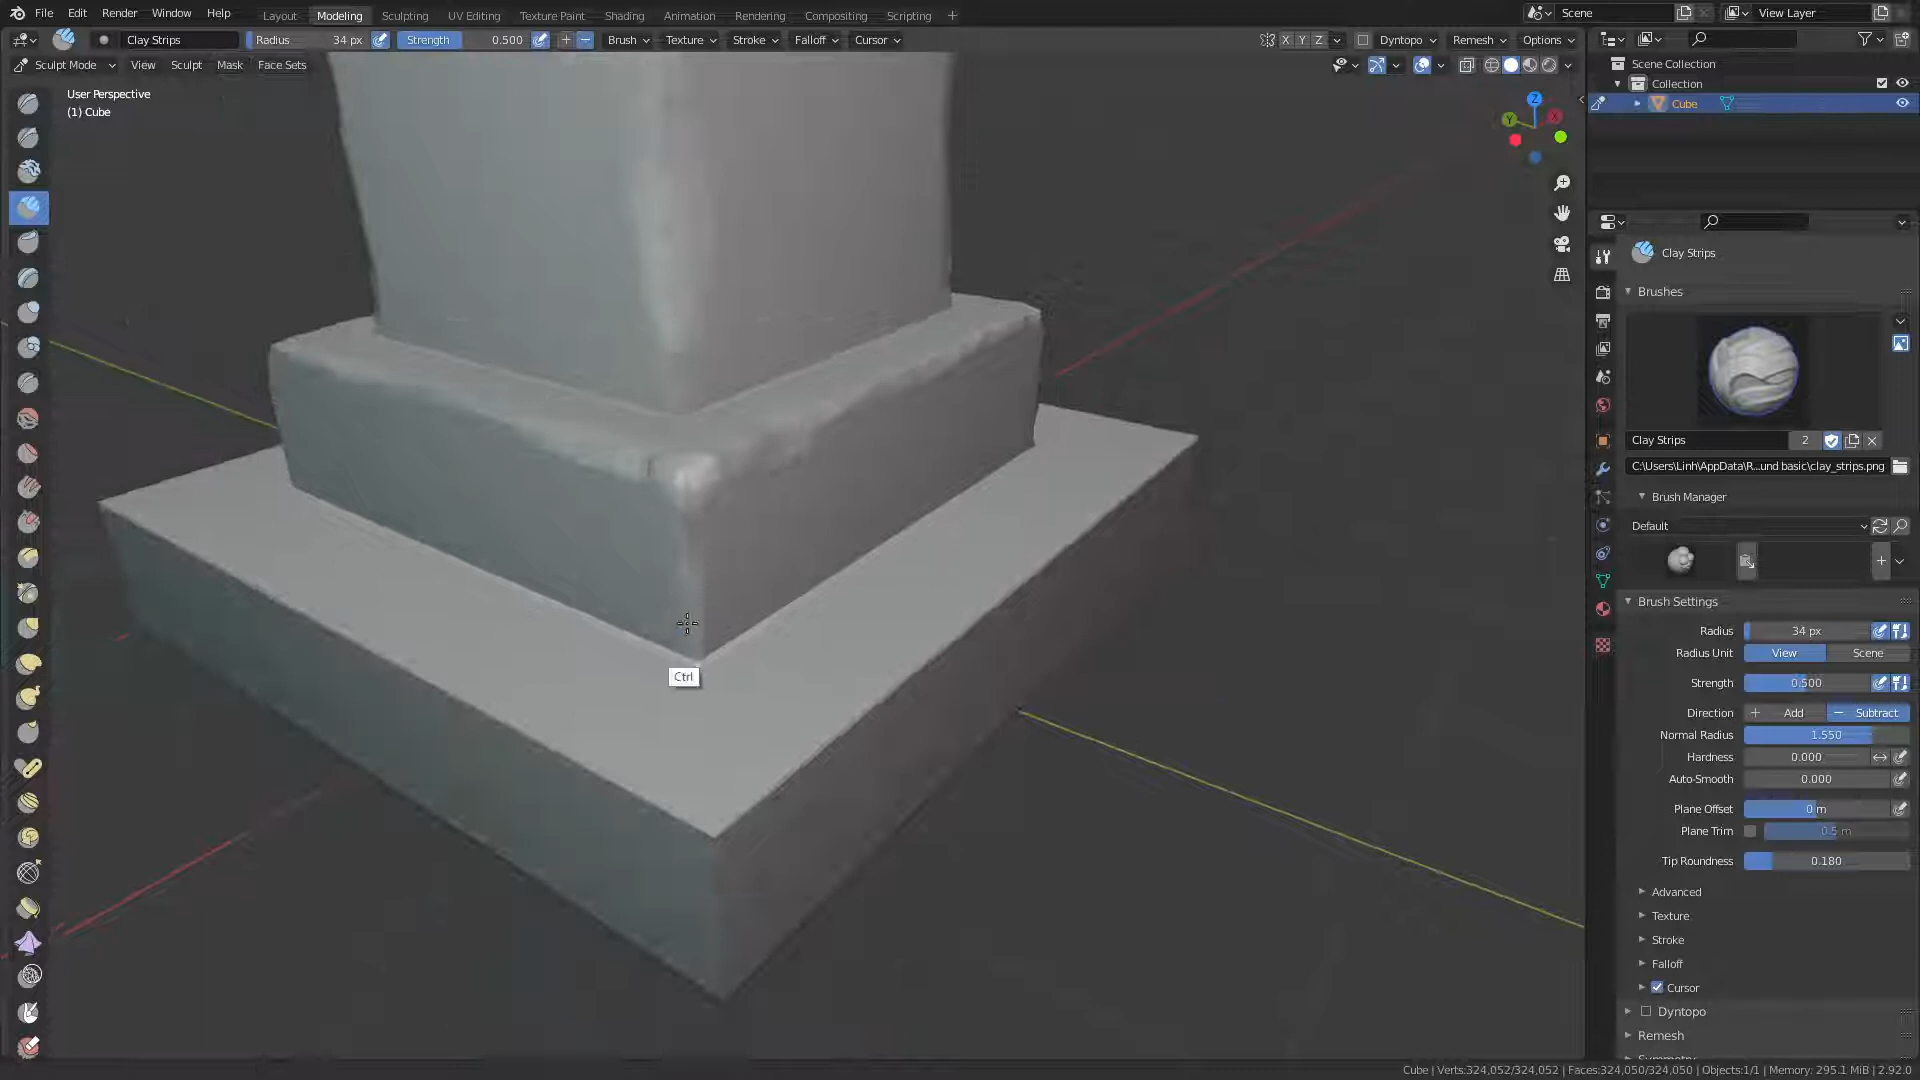 File Edit Render Window Help
Layout Modeling Sculpting UV Editing Texture Paint Shading Animation Rendering Compositing Scripting +
Scene
View Layer
Clay Strips
Radius 34 px
Strength 0.500
Brush Texture Stroke Falloff Cursor
X Y Z
Dyntopo Remesh Options
Sculpt Mode View Sculpt Mask Face Sets
User Perspective
(1) Cube
Z
Y
X
Ctrl
Scene Collection
Collection
Cube
Clay Strips
Brushes
Clay Strips 2
C:\Users\Linh\AppData\R...und basic\clay_strips.png
Brush Manager
Default
Brush Settings
Radius 34 px
Radius Unit View Scene
Strength 0.500
Direction + Add − Subtract
Normal Radius 1.550
Hardness 0.000
Auto-Smooth 0.000
Plane Offset 0 m
Plane Trim 0.5 m
Tip Roundness 0.180
Advanced
Texture
Stroke
Falloff
Cursor
Dyntopo
Remesh
Symmetry
Cube | Verts:324,052/324,052 | Faces:324,050/324,050 | Objects:1/1 | Memory: 295.1 MiB | 2.92.0